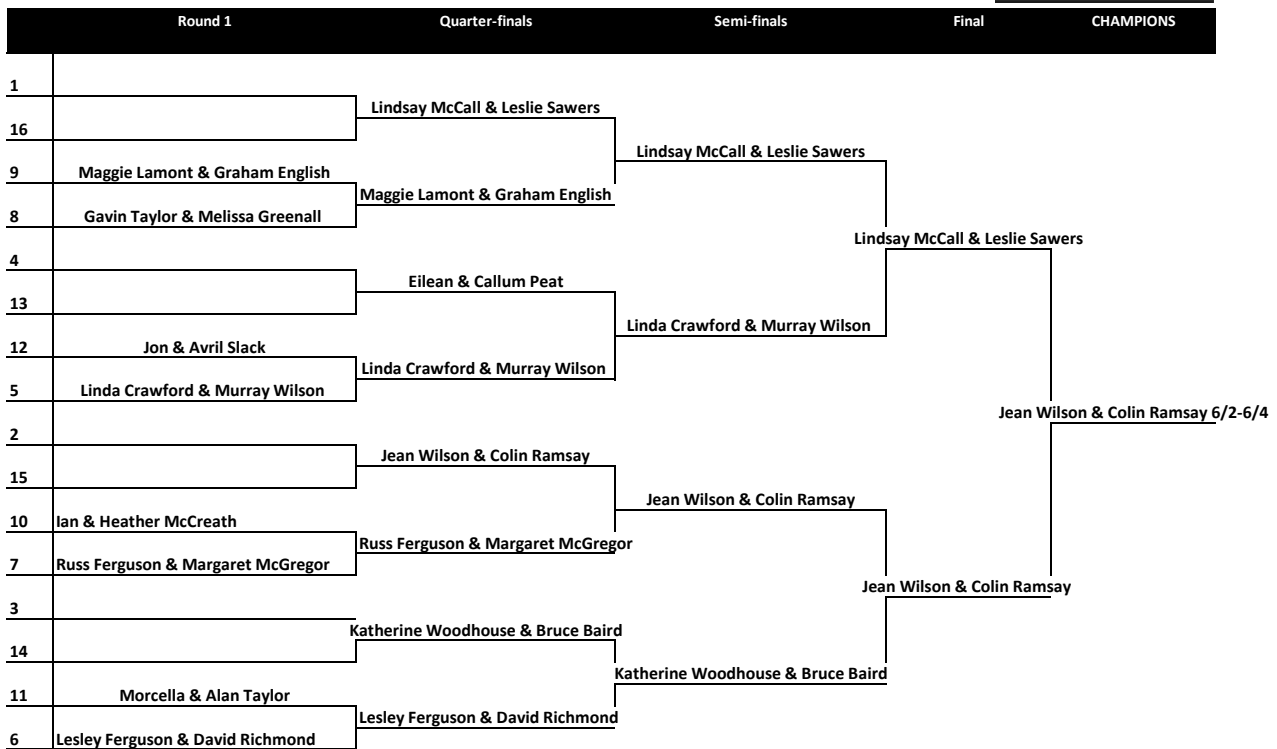 Round 1 Quarter-finals Semi-finals Final CHAMPIONS
1
Lindsay McCall & Leslie Sawers
16
Lindsay McCall & Leslie Sawers
9 Maggie Lamont & Graham English
Maggie Lamont & Graham English
8 Gavin Taylor & Melissa Greenall
Lindsay McCall & Leslie Sawers
4
Eilean & Callum Peat
13
Linda Crawford & Murray Wilson
12 Jon & Avril Slack
Linda Crawford & Murray Wilson
5 Linda Crawford & Murray Wilson
Jean Wilson & Colin Ramsay 6/2-6/4
2
Jean Wilson & Colin Ramsay
15
Jean Wilson & Colin Ramsay
10 Ian & Heather McCreath
Russ Ferguson & Margaret McGregor
7 Russ Ferguson & Margaret McGregor
Jean Wilson & Colin Ramsay
3
Katherine Woodhouse & Bruce Baird
14
Katherine Woodhouse & Bruce Baird
11 Morcella & Alan Taylor
Lesley Ferguson & David Richmond
6 Lesley Ferguson & David Richmond